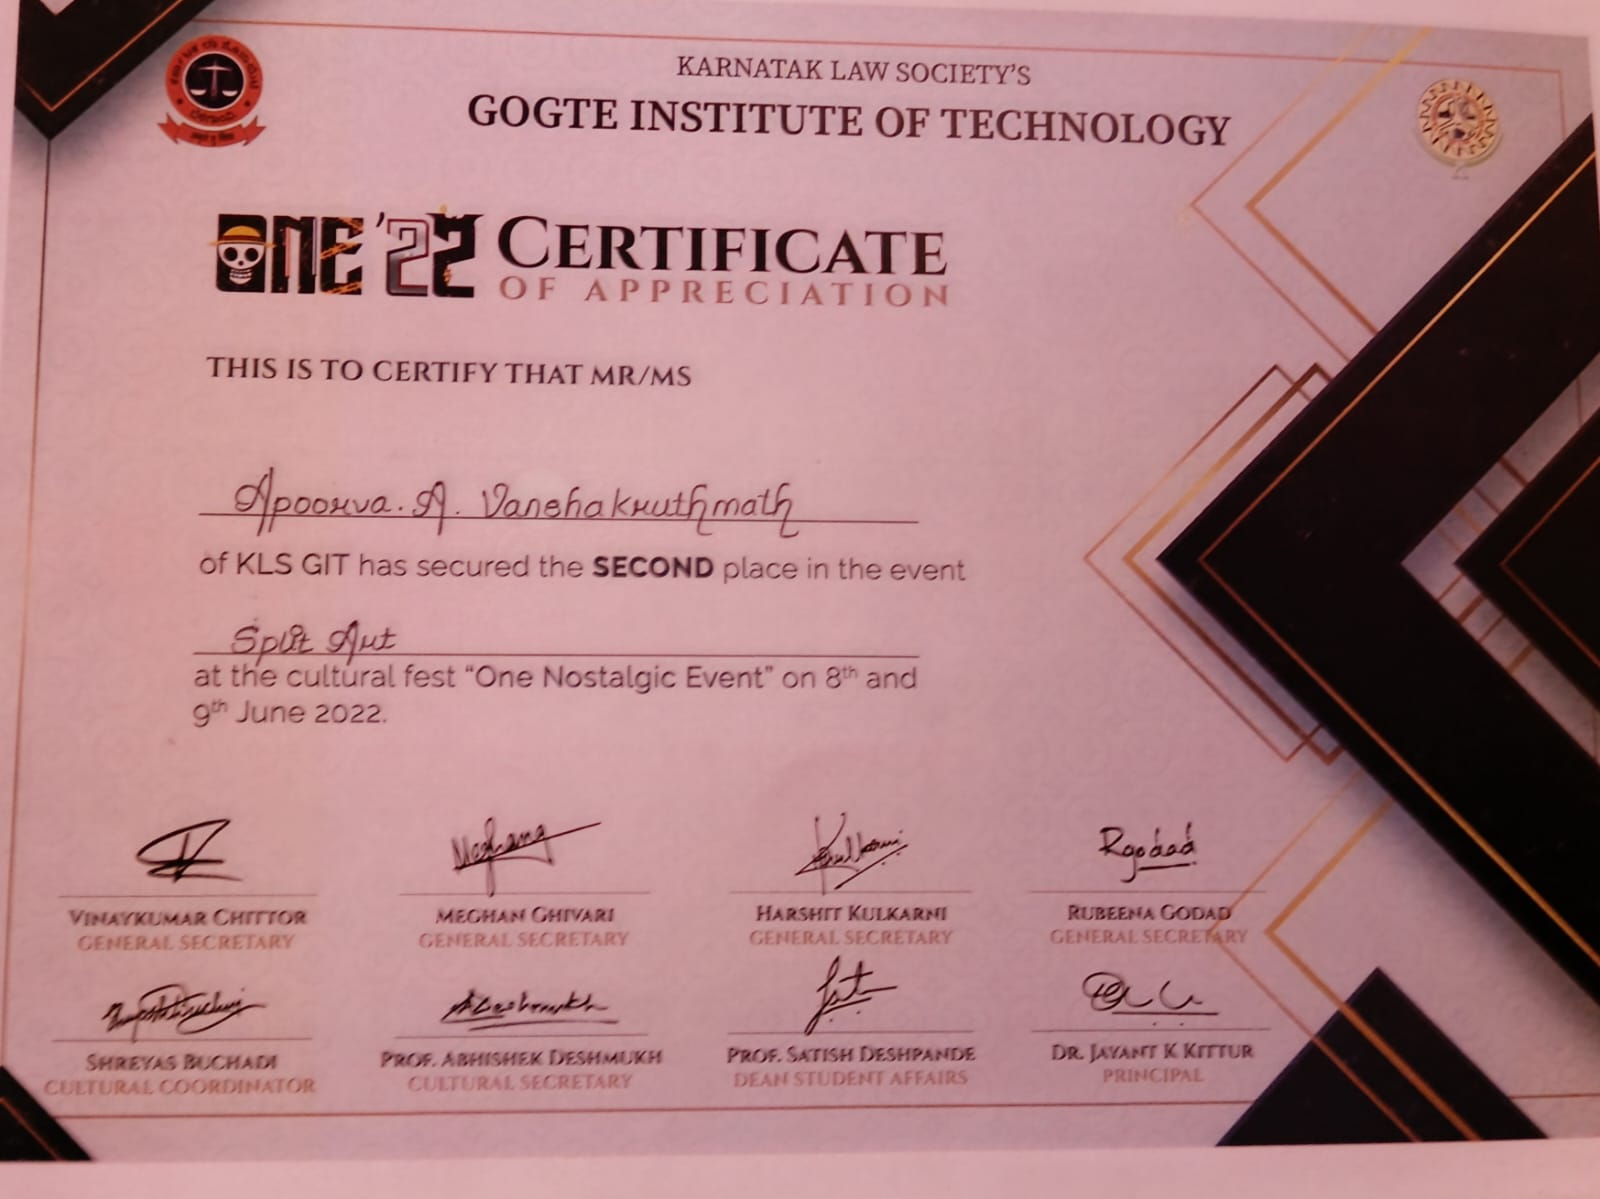 KARNATAK LAW SOCIETY'S
GOGTE INSTITUTE OF TECHNOLOGY
ONE '22 CERTIFICATE
OF APPRECIATION
THIS IS TO CERTIFY THAT MR/MS
Apoorva. A. Vanshakruthmath
of KLS GIT has secured the SECOND place in the event
Split Art
at the cultural fest “One Nostalgic Event” on 8th and
9th June 2022.
VINAYKUMAR CHITTOR
GENERAL SECRETARY
MEGHAN GHIVARI
GENERAL SECRETARY
HARSHIT KULKARNI
GENERAL SECRETARY
Rgodad
RUBEENA GODAD
GENERAL SECRETARY
SHREYAS BUCHADI
CULTURAL COORDINATOR
PROF. ABHISHEK DESHMUKH
CULTURAL SECRETARY
PROF. SATISH DESHPANDE
DEAN STUDENT AFFAIRS
DR. JAYANT K KITTUR
PRINCIPAL